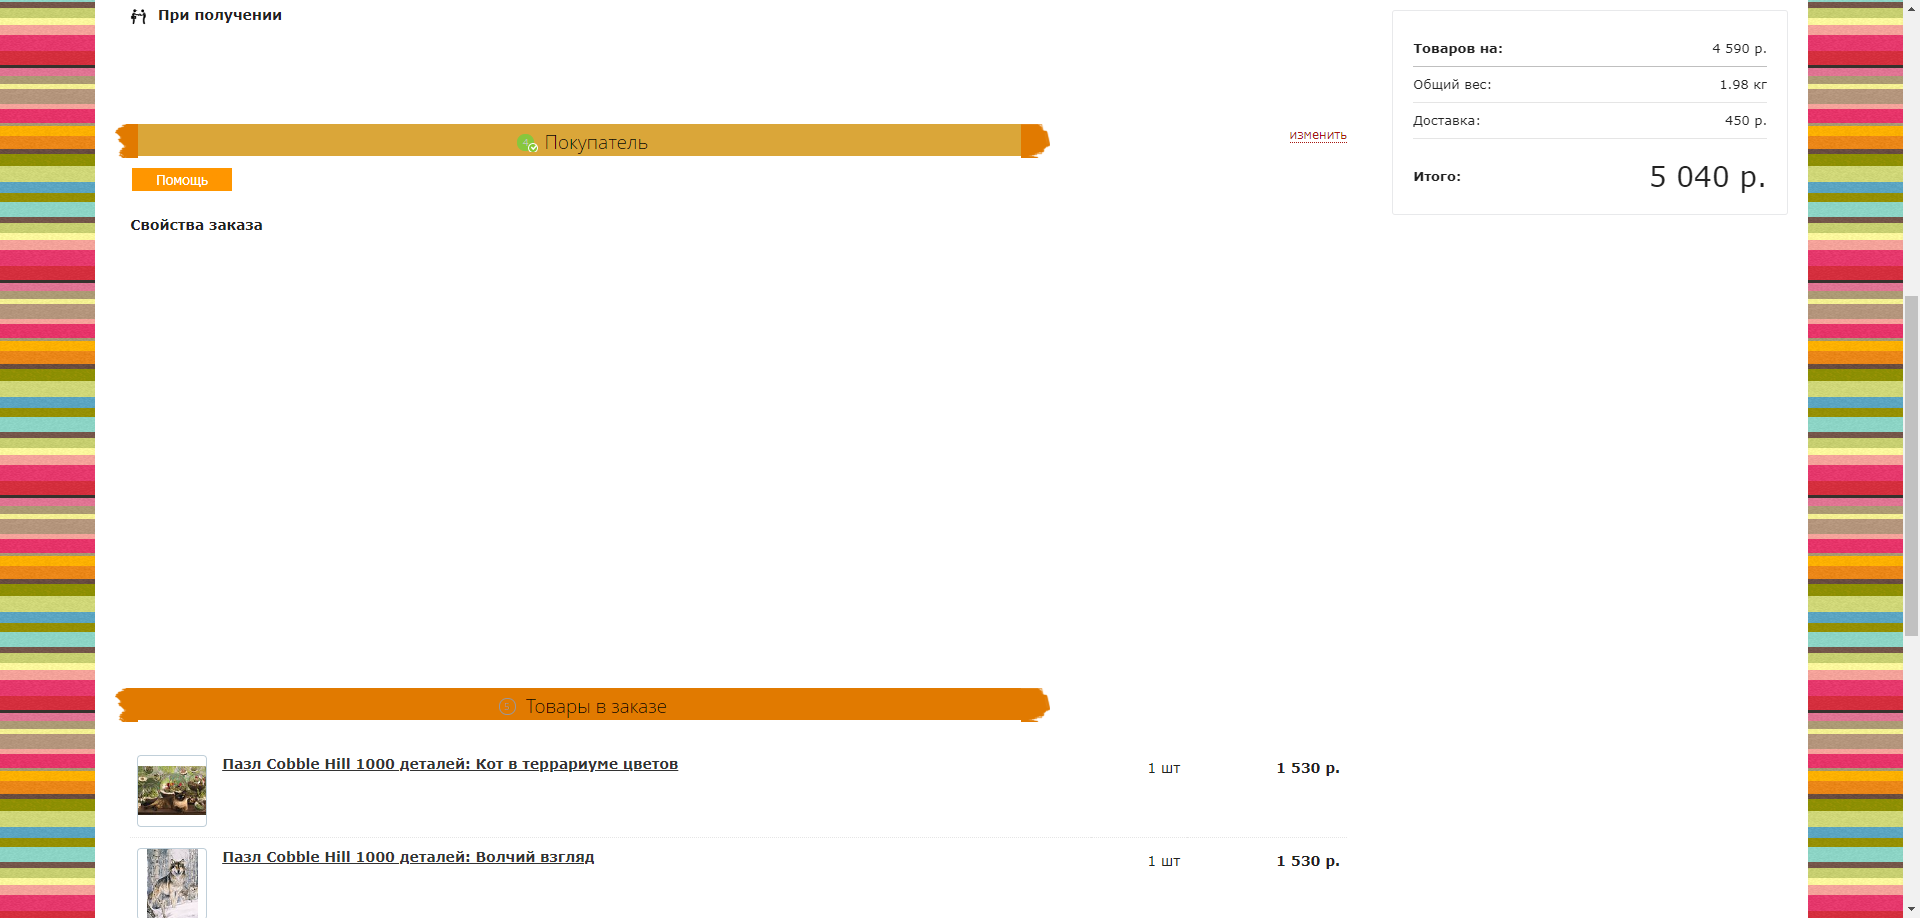 При получении
Товаров на: 4 590 р.
Общий вес: 1.98 кг
Доставка: 450 р.
Итого: 5 040 р.
Покупатель
изменить
Помощь
Свойства заказа
Товары в заказе
Пазл Cobble Hill 1000 деталей: Кот в террариуме цветов 1 шт 1 530 р.
Пазл Cobble Hill 1000 деталей: Волчий взгляд 1 шт 1 530 р.